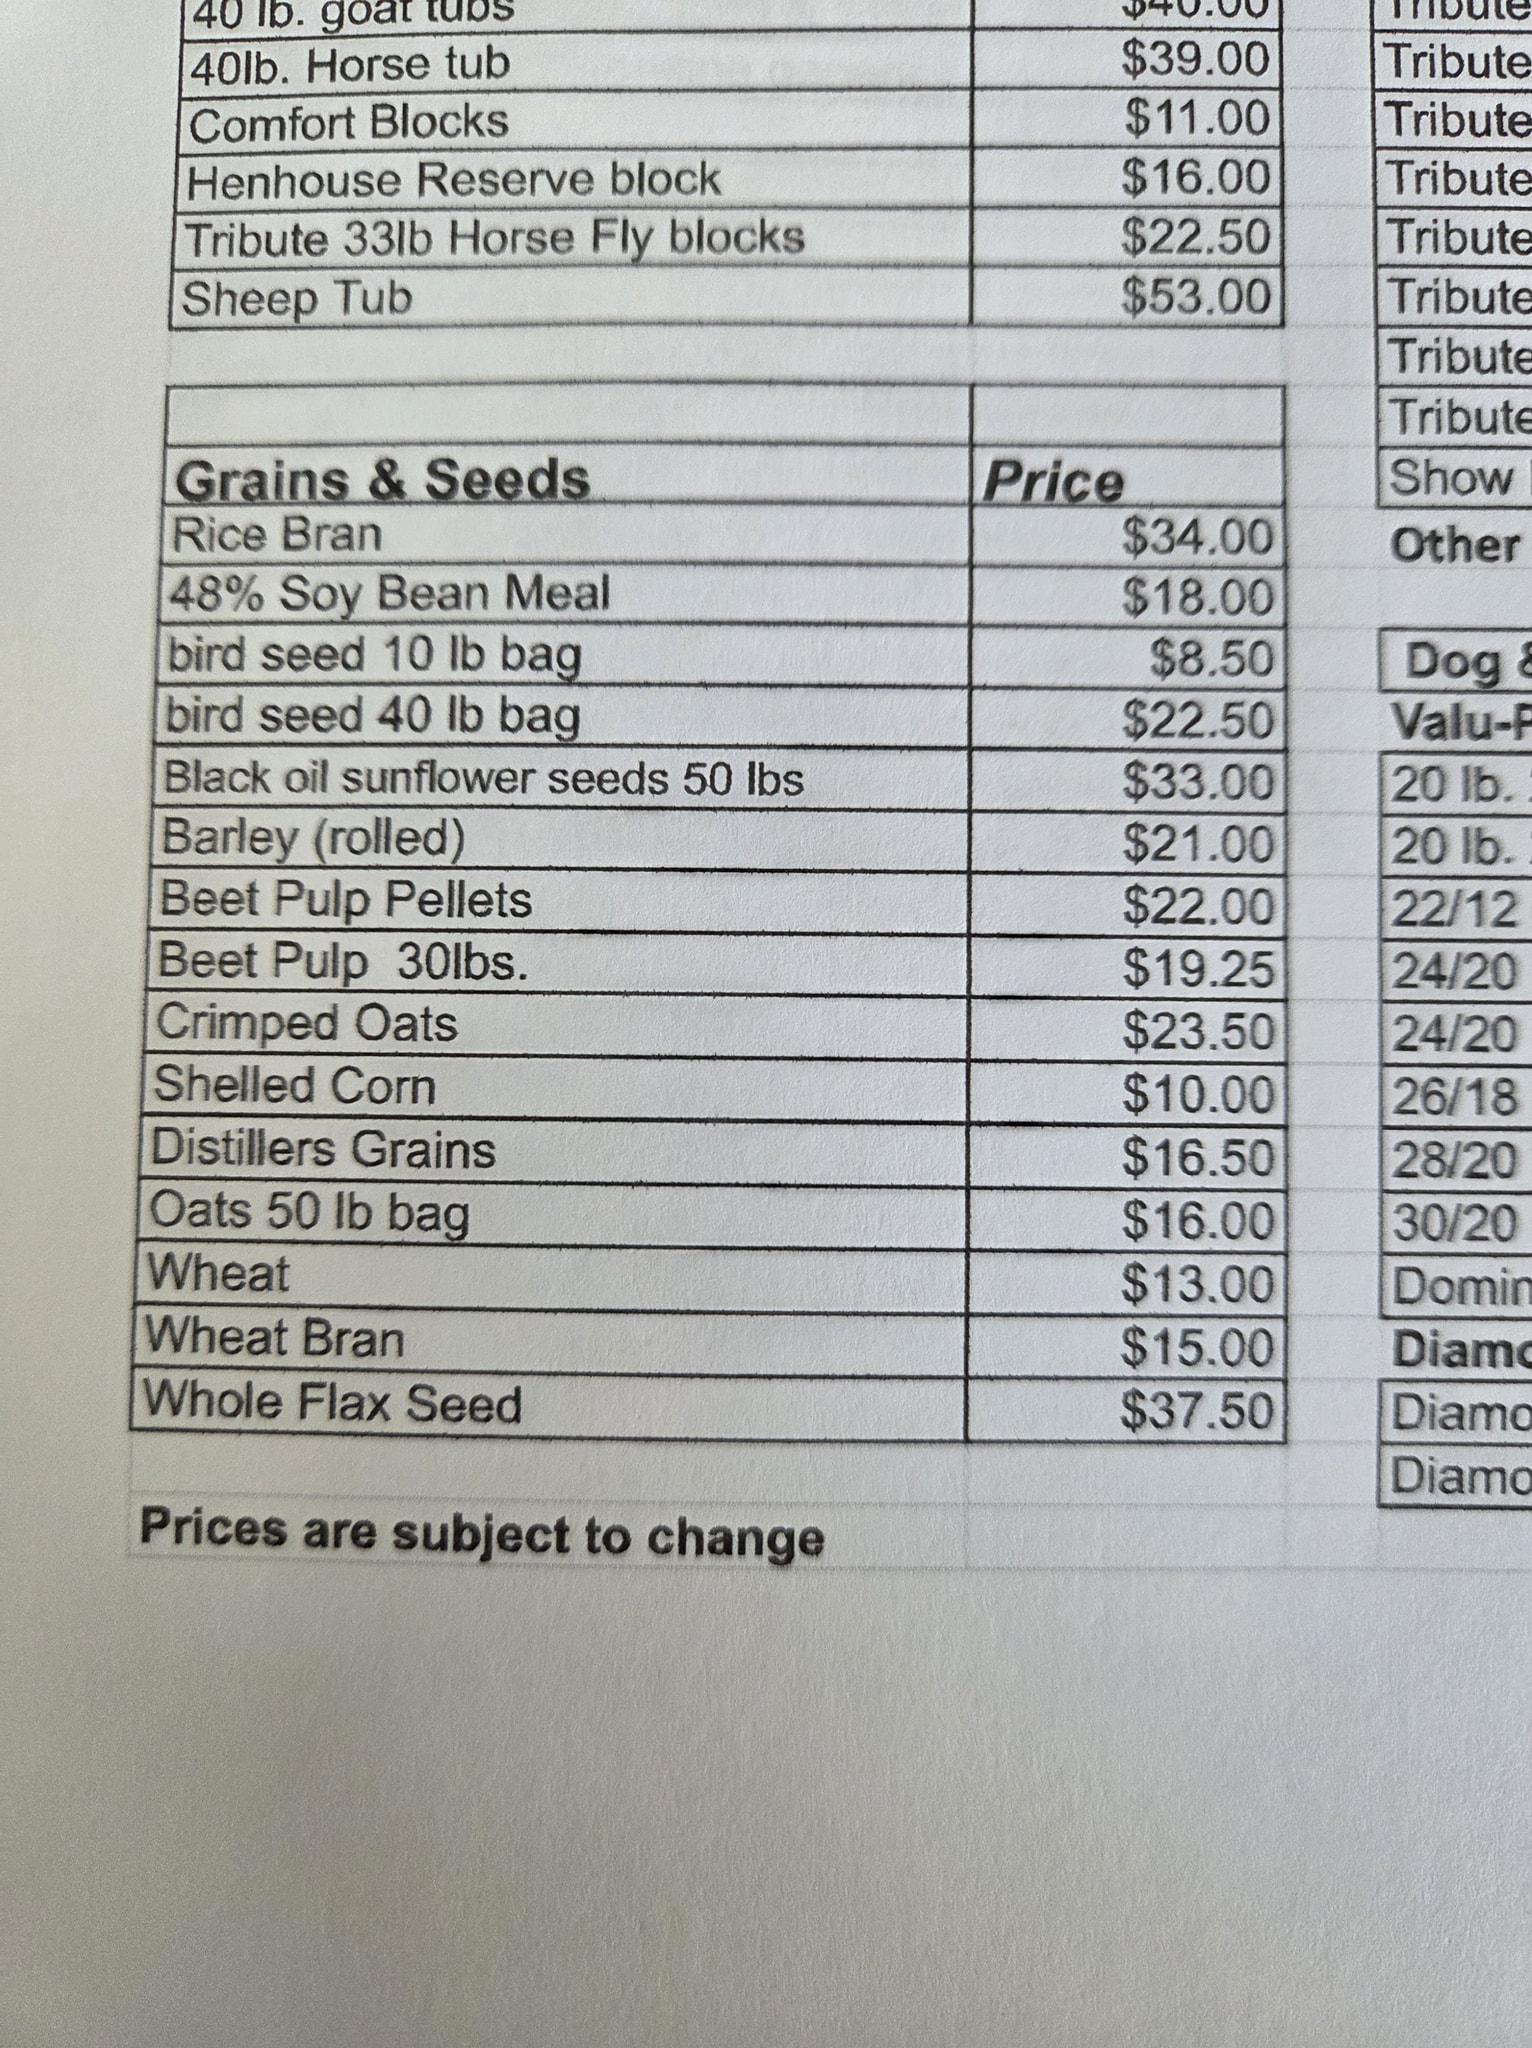 40 lb. goat tubs $40.00
40lb. Horse tub $39.00
Comfort Blocks $11.00
Henhouse Reserve block $16.00
Tribute 33lb Horse Fly blocks $22.50
Sheep Tub $53.00
Grains & Seeds Price
Rice Bran $34.00
48% Soy Bean Meal $18.00
bird seed 10 lb bag $8.50
bird seed 40 lb bag $22.50
Black oil sunflower seeds 50 lbs $33.00
Barley (rolled) $21.00
Beet Pulp Pellets $22.00
Beet Pulp 30lbs. $19.25
Crimped Oats $23.50
Shelled Corn $10.00
Distillers Grains $16.50
Oats 50 lb bag $16.00
Wheat $13.00
Wheat Bran $15.00
Whole Flax Seed $37.50
Prices are subject to change
Tribute
Tribute
Tribute
Tribute
Tribute
Tribute
Tribute
Tribute
Show
Other
Dog &
Valu-
20 lb.
20 lb.
22/12
24/20
24/20
26/18
28/20
30/20